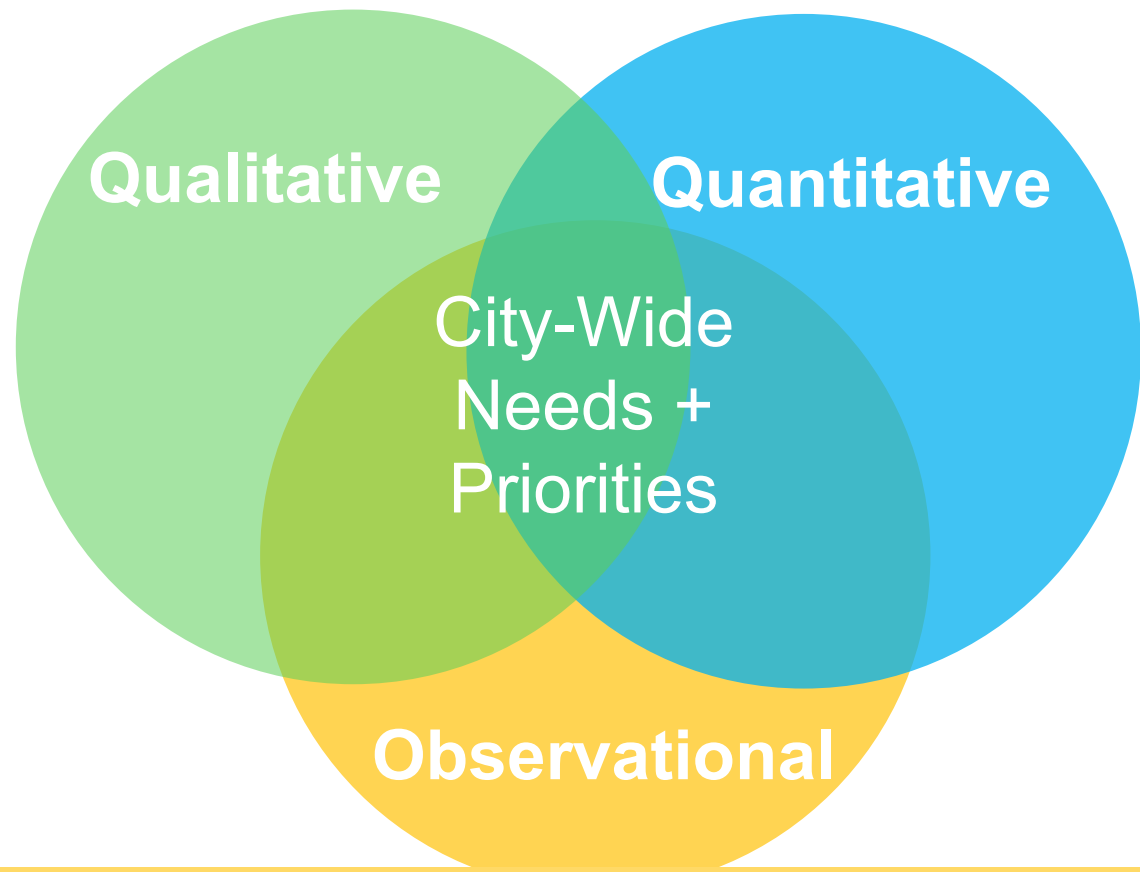 Qualitative
Quantitative
City-Wide
Needs +
Priorities
Observational